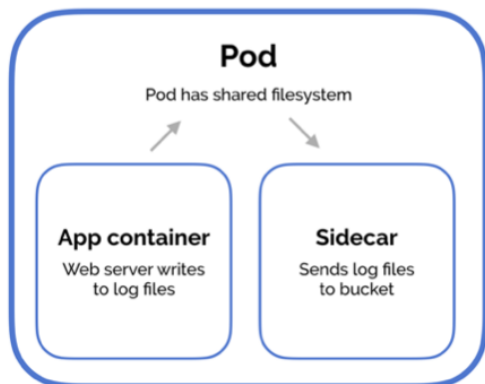 Pod
Pod has shared filesystem
App container
Web server writes
to log files
Sidecar
Sends log files
to bucket